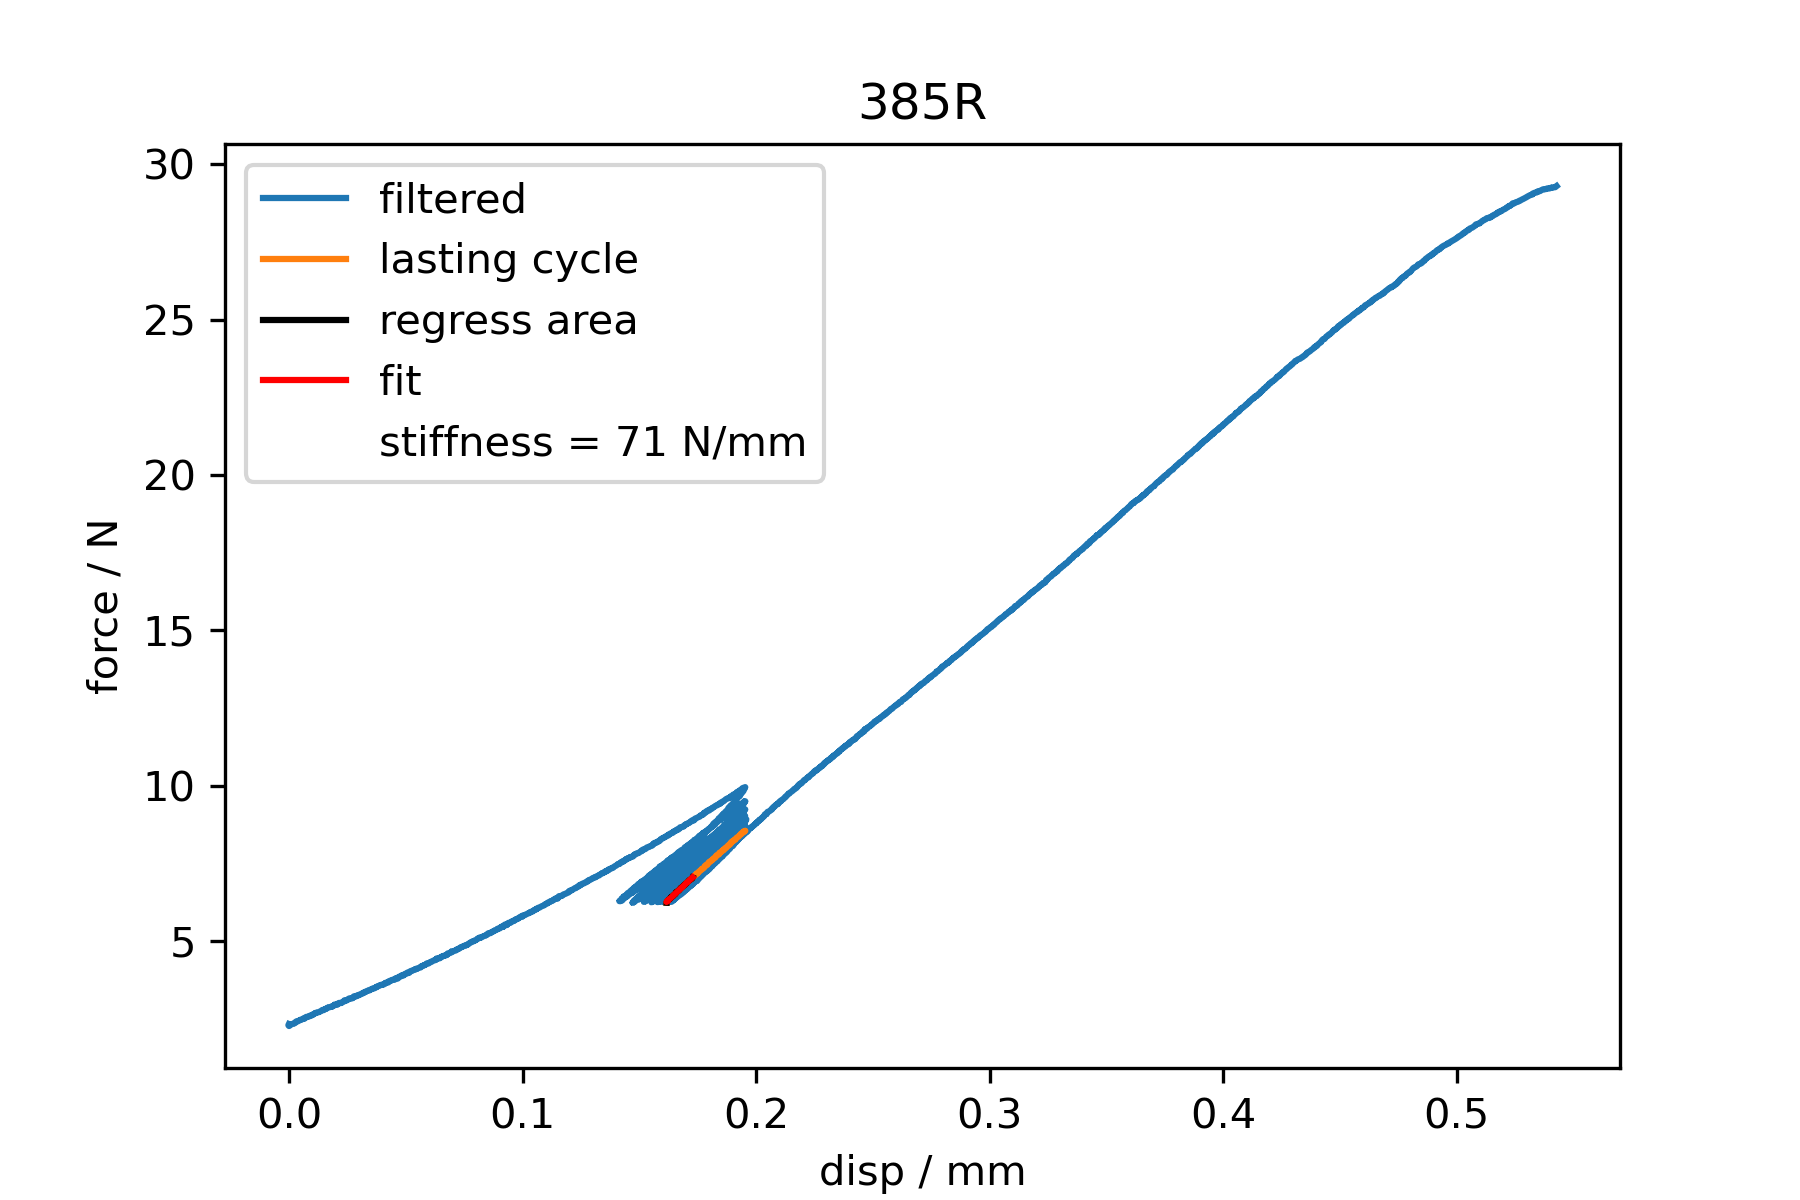 385R
30
25
20
15
10
5
force / N
filtered
lasting cycle
regress area
fit
stiffness = 71 N/mm
0.0 0.1 0.2 0.3 0.4 0.5
disp / mm